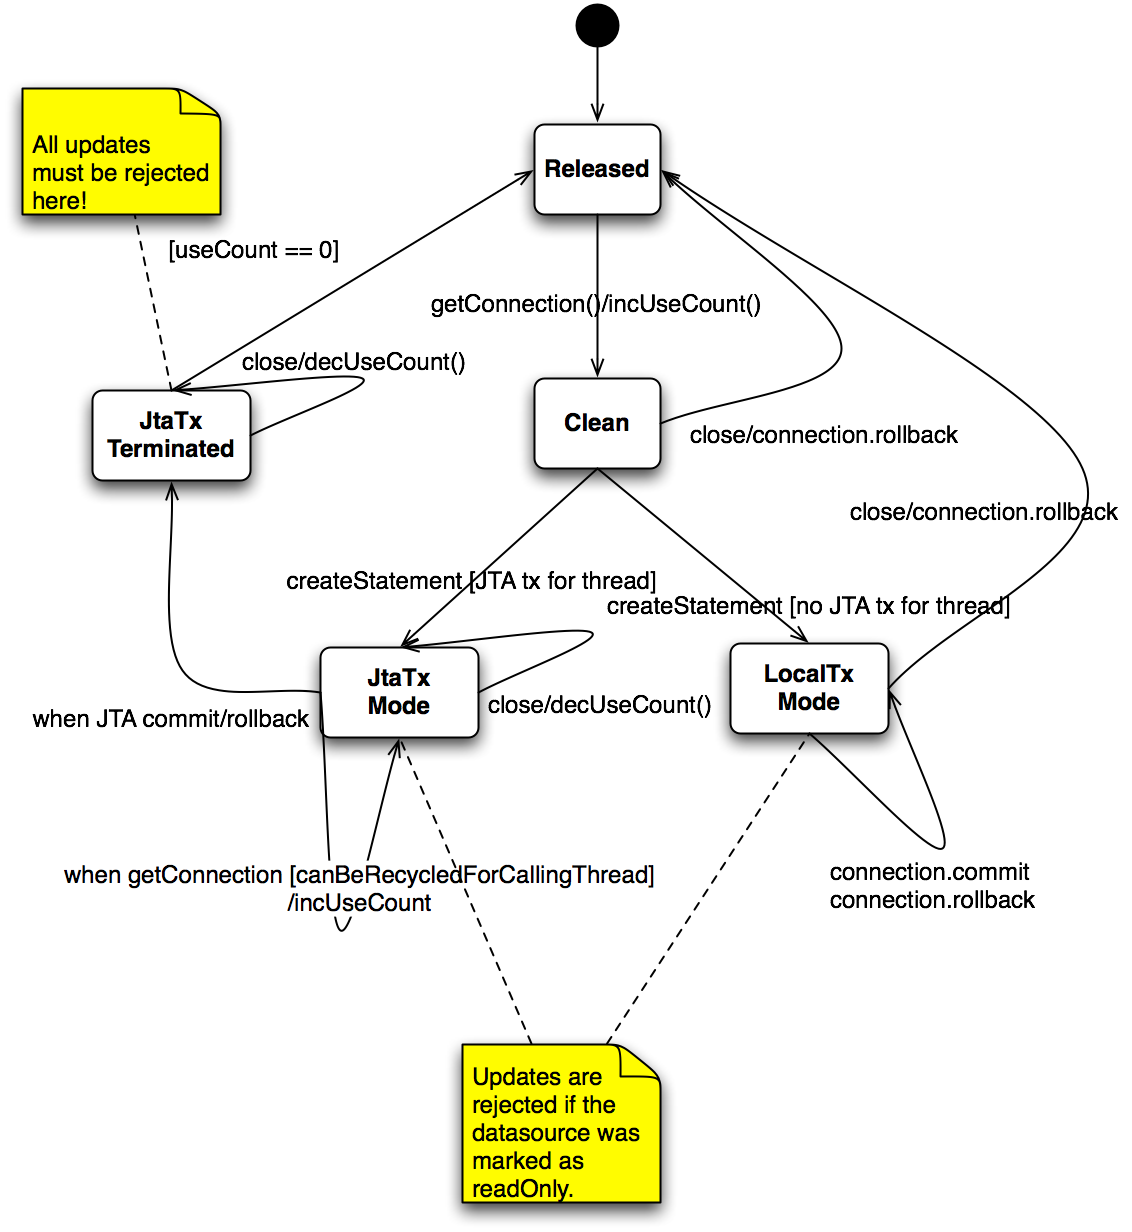 Released
All updates
must be rejected
here!
[useCount == 0]
getConnection()/incUseCount()
close/decUseCount()
JtaTx
Terminated
Clean
close/connection.rollback
close/connection.rollback
createStatement [JTA tx for thread]
createStatement [no JTA tx for thread]
JtaTx
Mode
LocalTx
Mode
close/decUseCount()
when JTA commit/rollback
when getConnection [canBeRecycledForCallingThread]
/incUseCount
connection.commit
connection.rollback
Updates are
rejected if the
datasource was
marked as
readOnly.